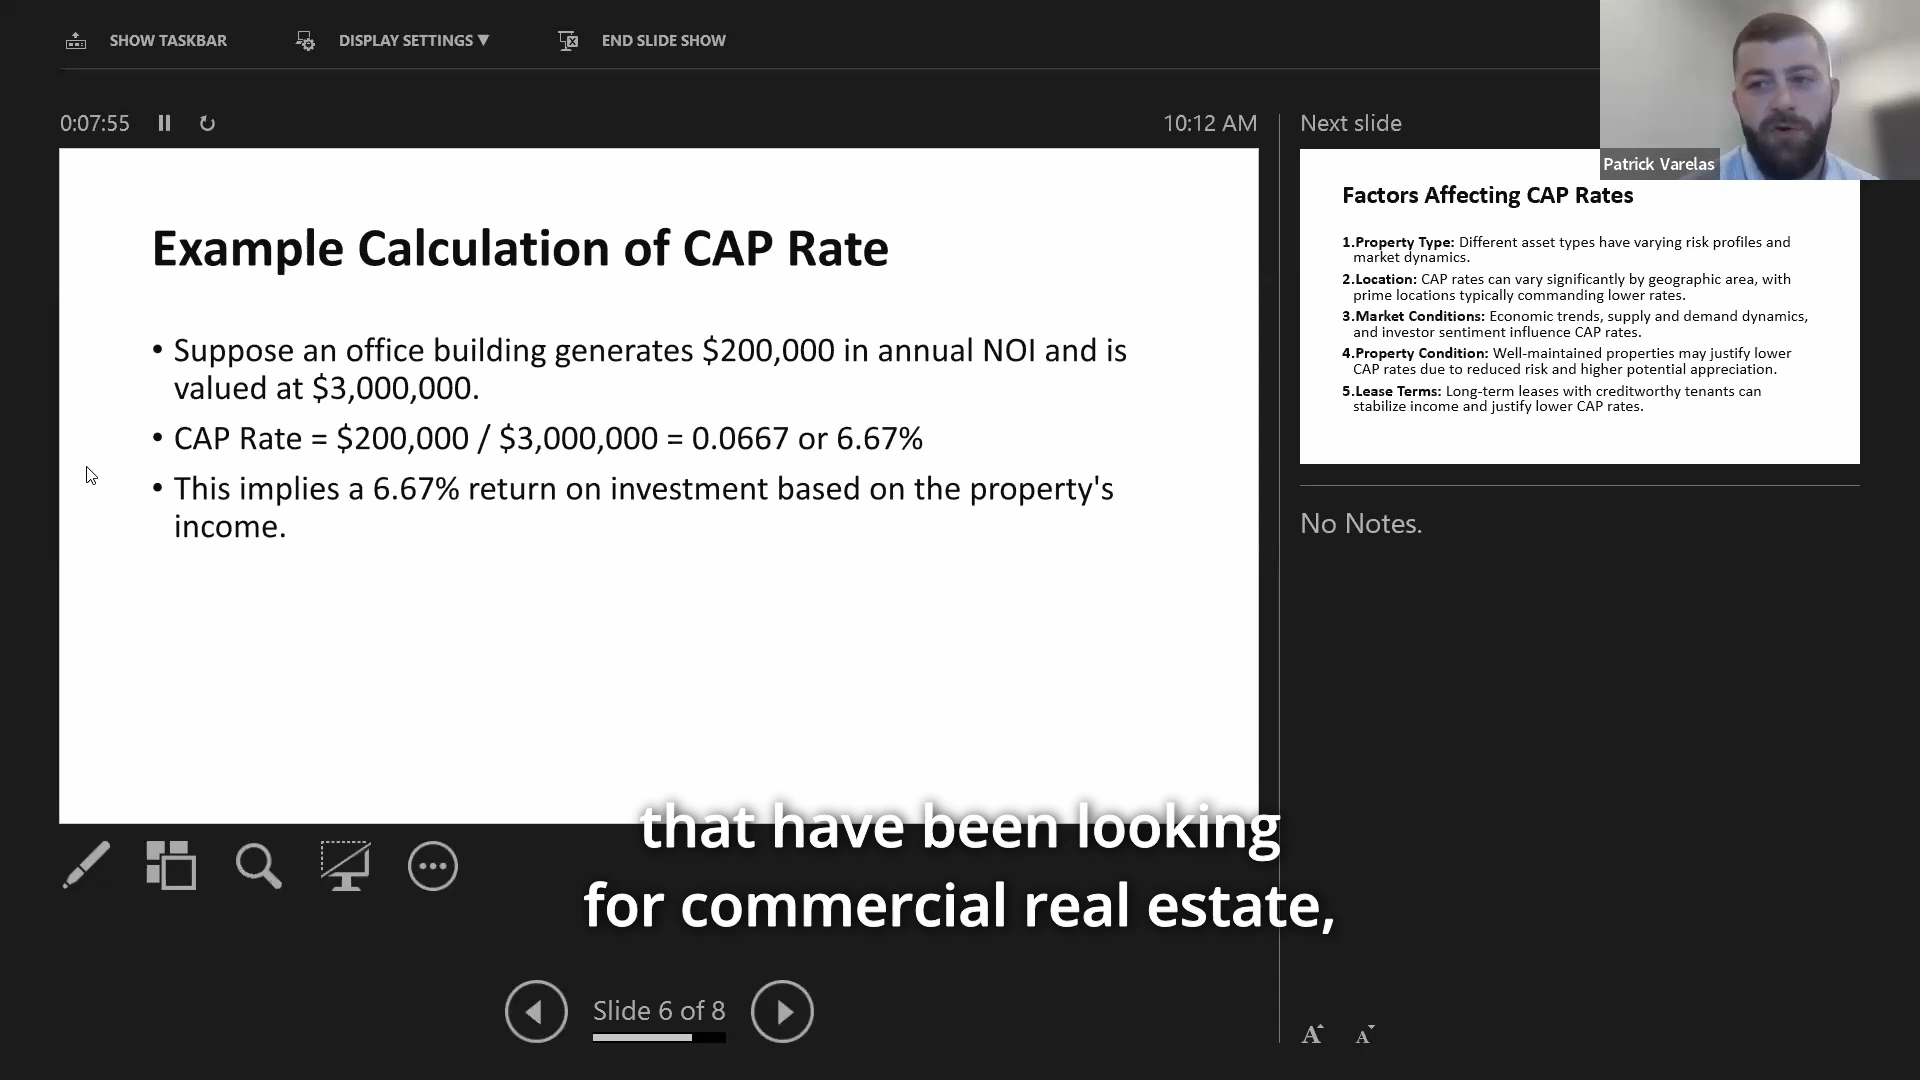 SHOW TASKBAR
DISPLAY SETTINGS ▼
END SLIDE SHOW
0:07:55
10:12 AM
Next slide
Patrick Varelas
Example Calculation of CAP Rate
• Suppose an office building generates $200,000 in annual NOI and is
valued at $3,000,000.
• CAP Rate = $200,000 / $3,000,000 = 0.0667 or 6.67%
• This implies a 6.67% return on investment based on the property's
income.
Factors Affecting CAP Rates
1.Property Type: Different asset types have varying risk profiles and
market dynamics.
2.Location: CAP rates can vary significantly by geographic area, with
prime locations typically commanding lower rates.
3.Market Conditions: Economic trends, supply and demand dynamics,
and investor sentiment influence CAP rates.
4.Property Condition: Well-maintained properties may justify lower
CAP rates due to reduced risk and higher potential appreciation.
5.Lease Terms: Long-term leases with creditworthy tenants can
stabilize income and justify lower CAP rates.
No Notes.
that have been looking
for commercial real estate,
Slide 6 of 8
A A